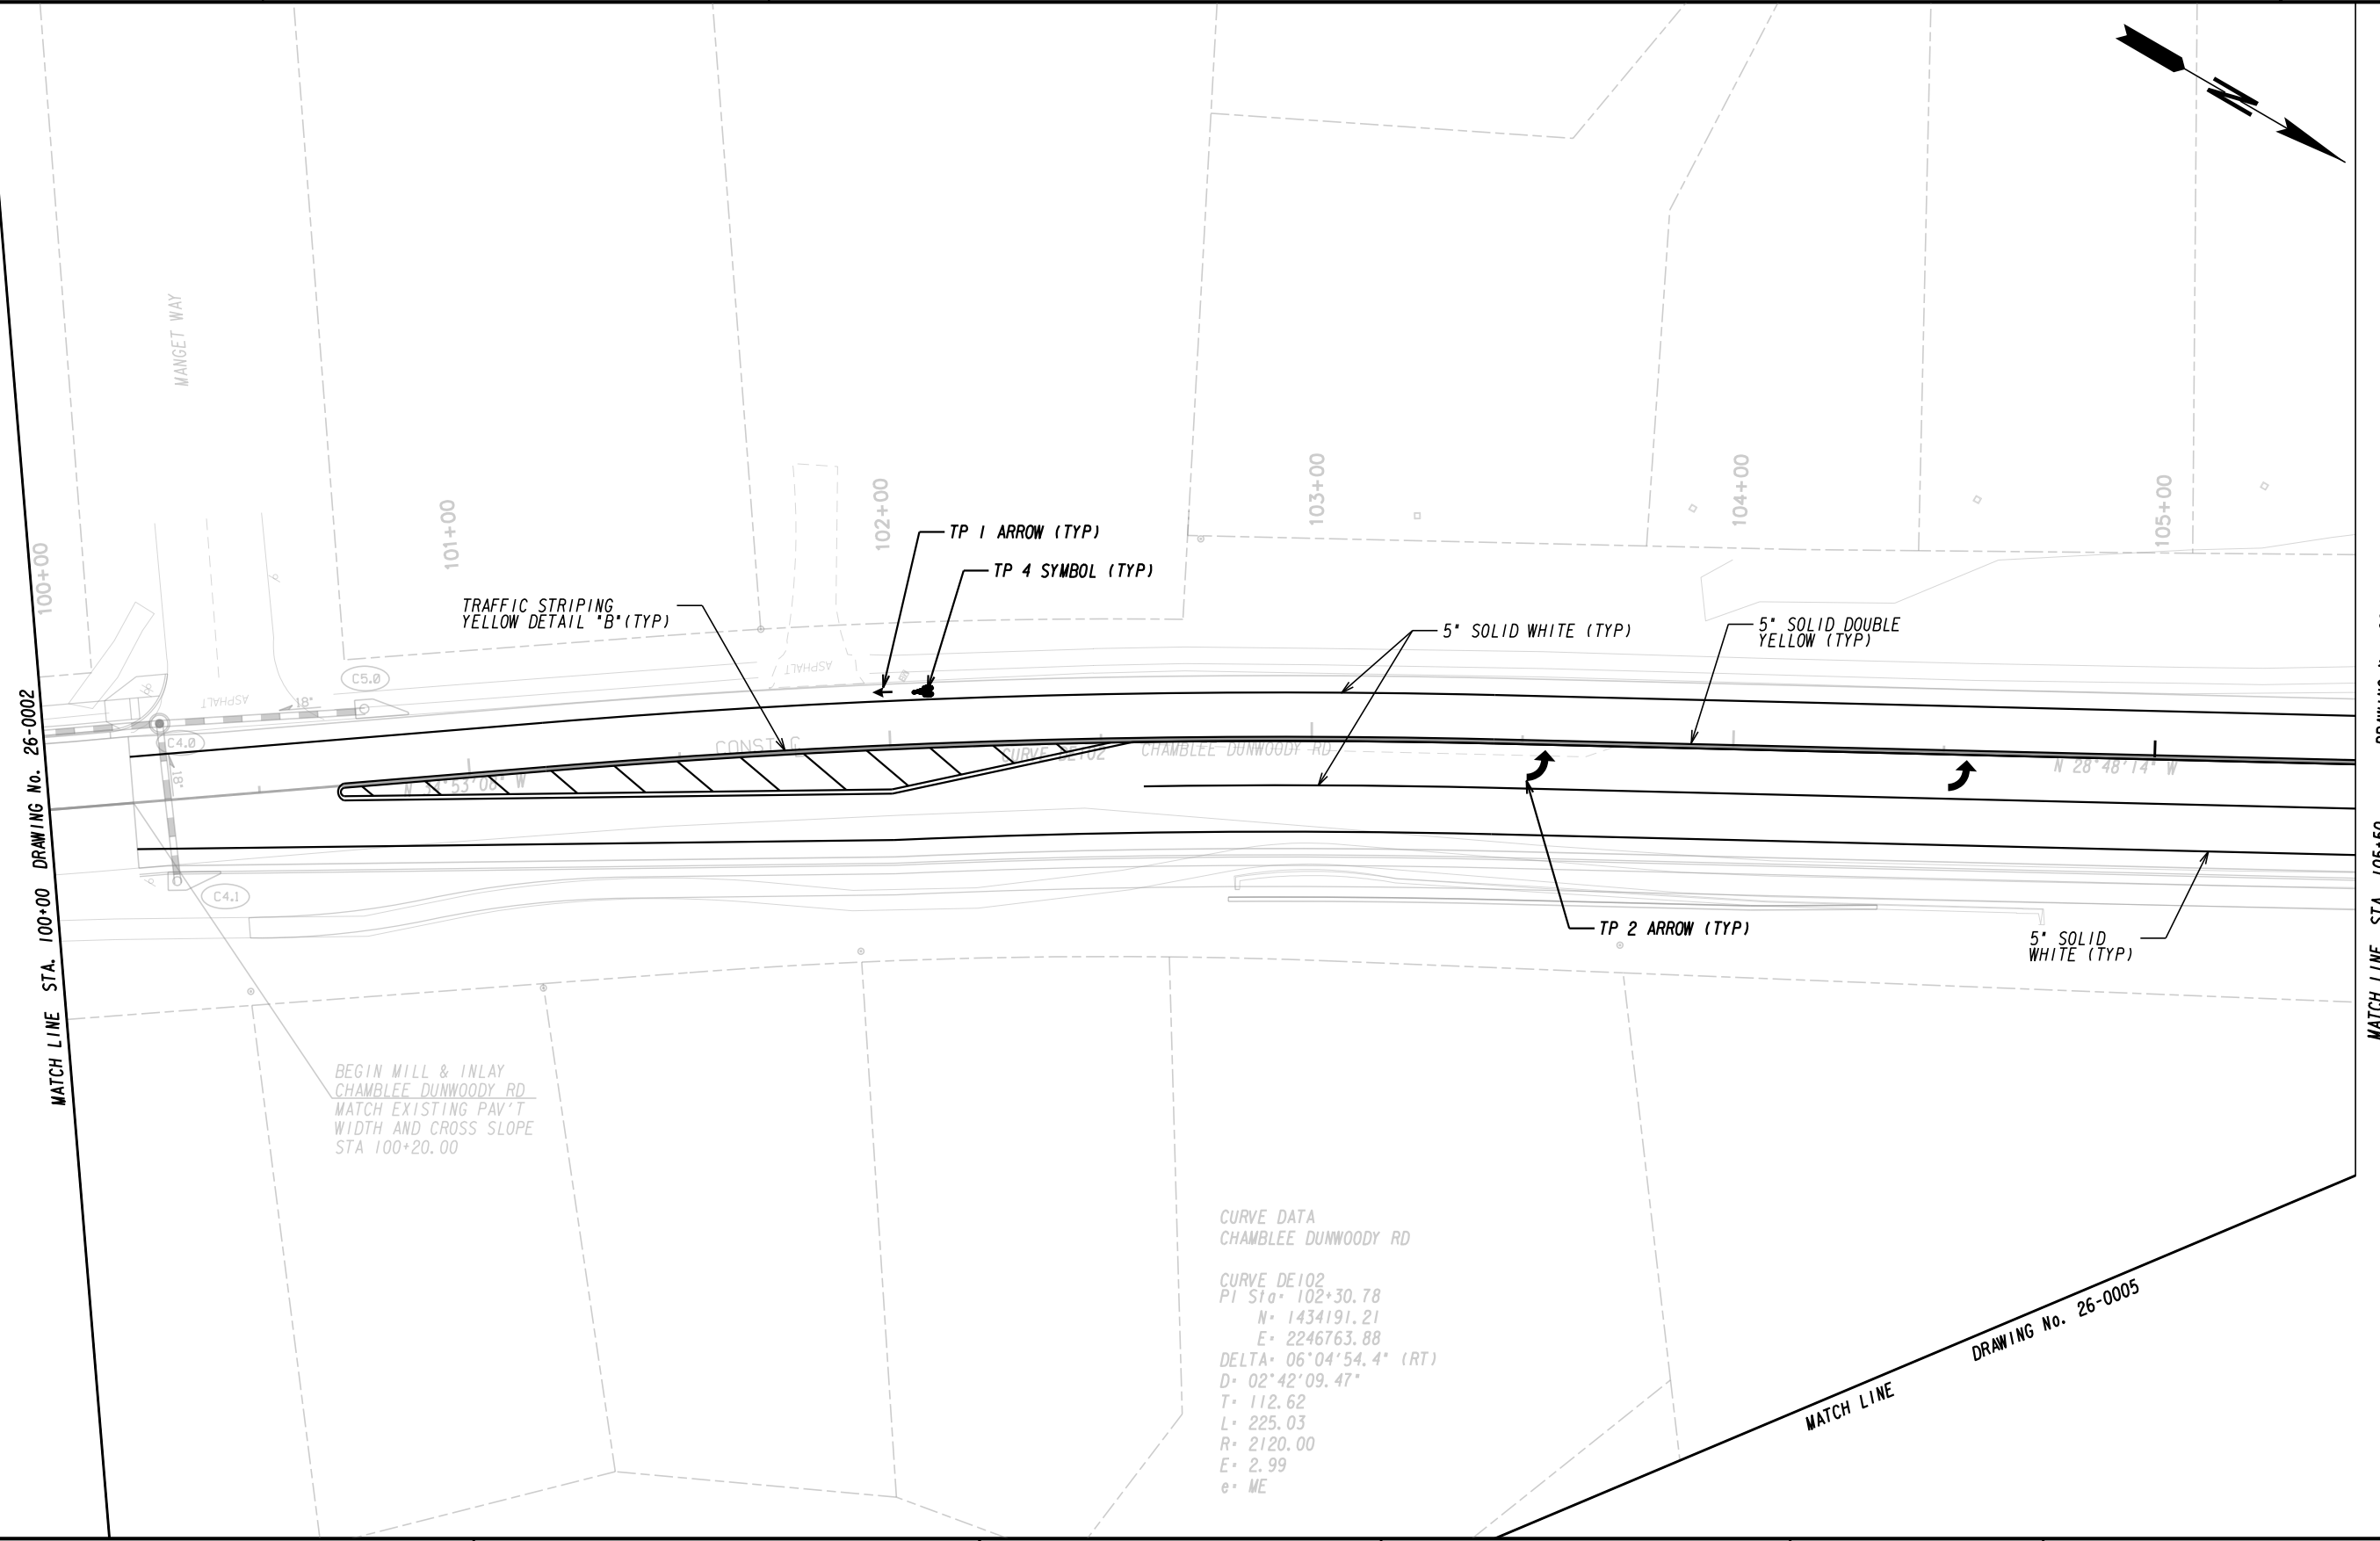 N
MANGET WAY
100+00
101+00
102+00
103+00
104+00
105+00
TP 1 ARROW (TYP)
TP 4 SYMBOL (TYP)
TRAFFIC STRIPING
YELLOW DETAIL "B"(TYP)
5" SOLID WHITE (TYP)
5" SOLID DOUBLE
YELLOW (TYP)
ASPHALT
ASPHALT
C5.0
18"
C4.0
18"
C4.1
CONST
CURVE DE102
CHAMBLEE DUNWOODY RD
N 28°48'14" W
TP 2 ARROW (TYP)
5" SOLID
WHITE (TYP)
MATCH LINE STA. 100+00 DRAWING No. 26-0002
BEGIN MILL & INLAY
CHAMBLEE DUNWOODY RD
MATCH EXISTING PAV'T
WIDTH AND CROSS SLOPE
STA 100+20.00
CURVE DATA
CHAMBLEE DUNWOODY RD
CURVE DE102
PI Sta= 102+30.78
N= 1434191.21
E= 2246763.88
DELTA= 06°04'54.4" (RT)
D= 02°42'09.47"
T= 112.62
L= 225.03
R= 2120.00
E= 2.99
e= ME
MATCH LINE DRAWING No. 26-0005
MATCH LINE STA.